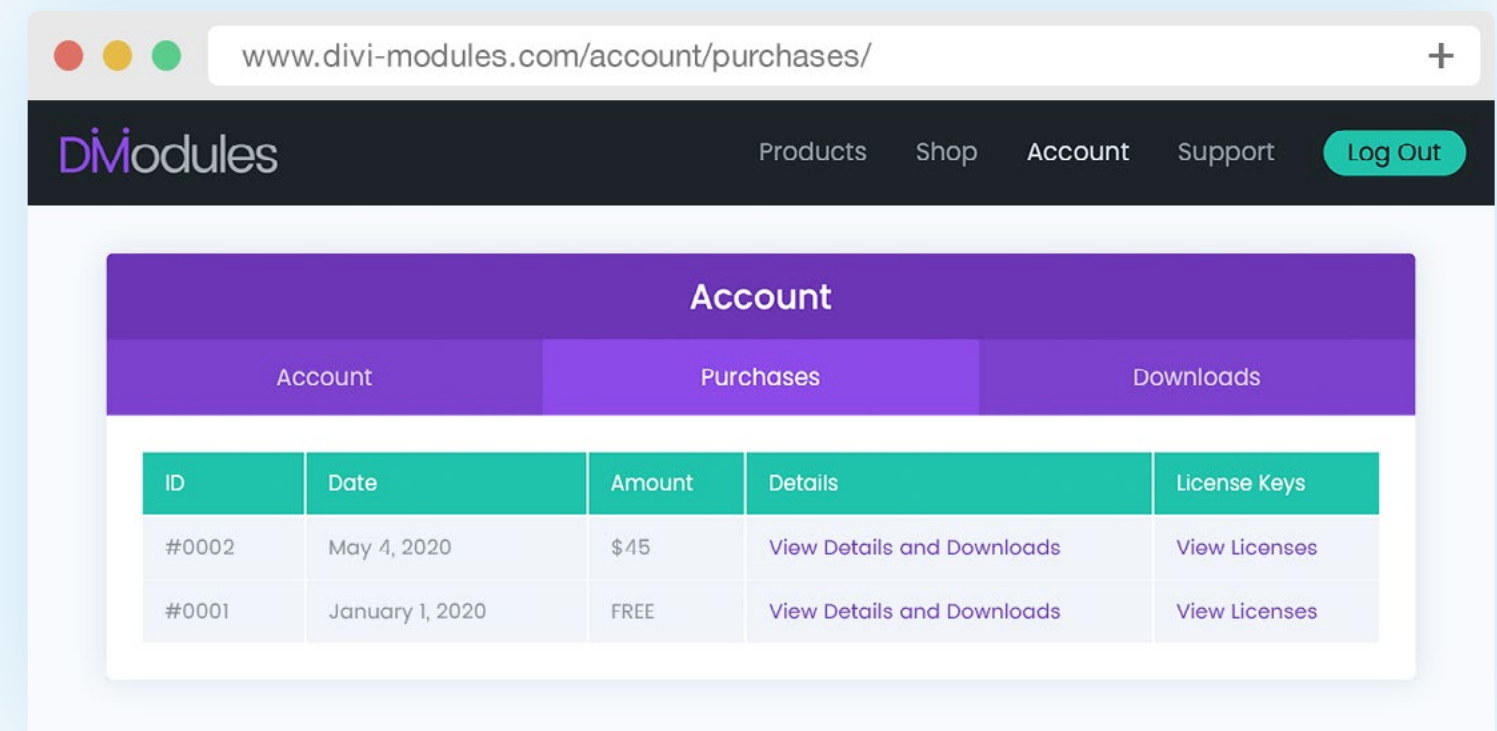 www.divi-modules.com/account/purchases/ +
DiviModules Products Shop Account Support Log Out
Account
Account Purchases Downloads
ID Date Amount Details License Keys
#0002 May 4, 2020 $45 View Details and Downloads View Licenses
#0001 January 1, 2020 FREE View Details and Downloads View Licenses